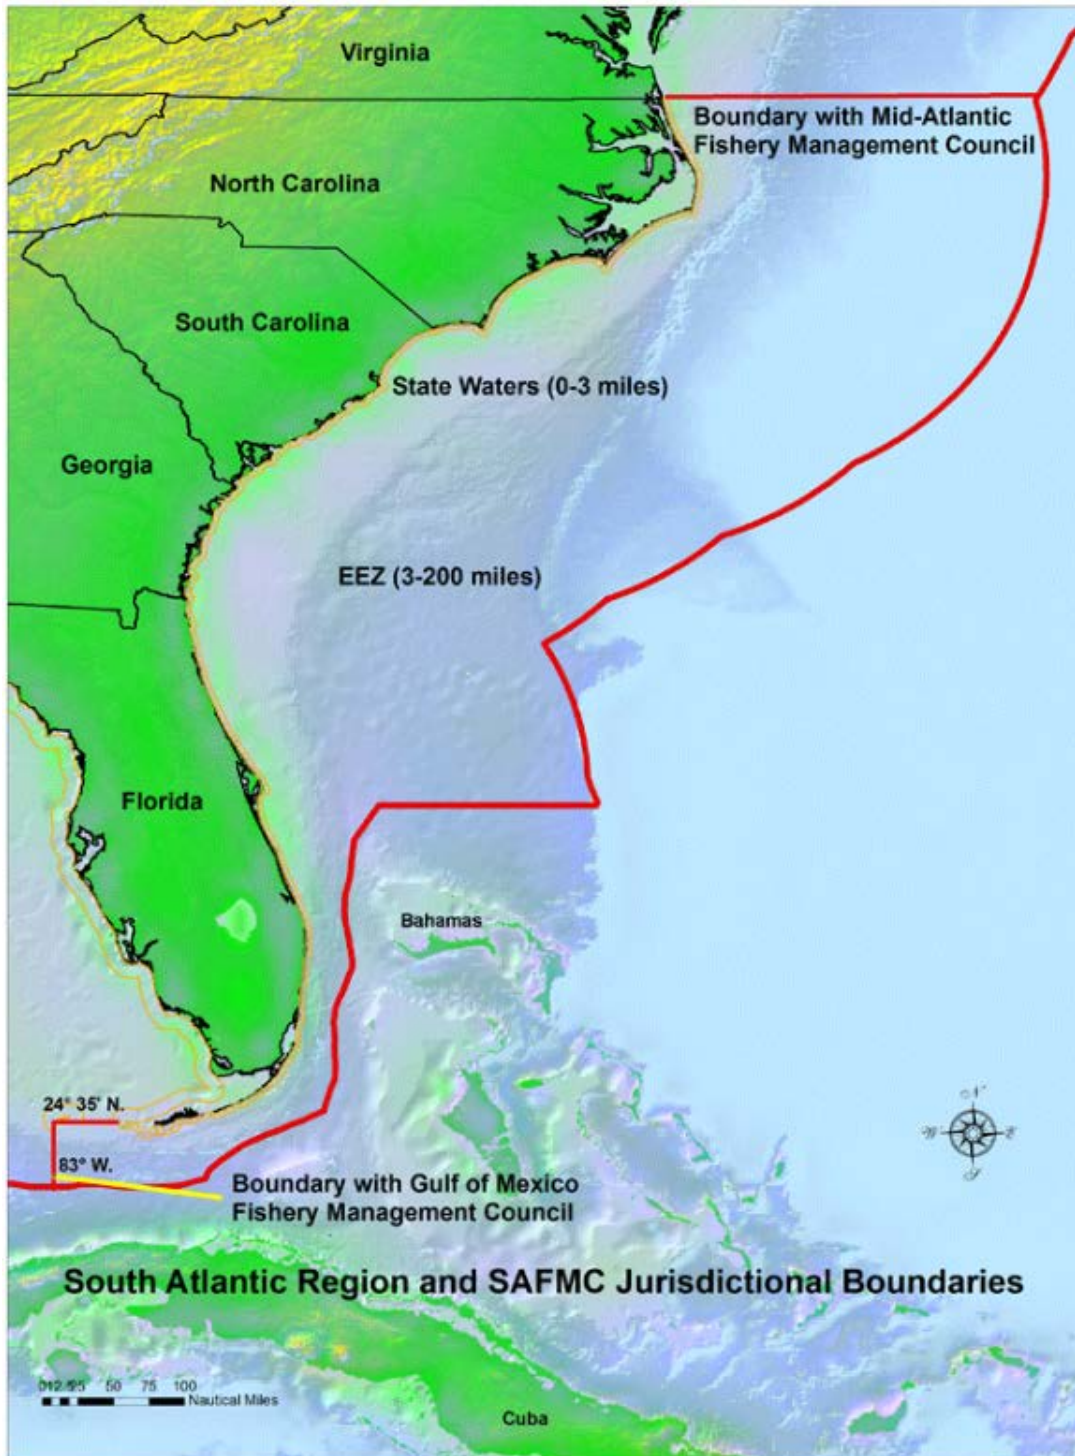 Virginia
Boundary with Mid-Atlantic
Fishery Management Council
North Carolina
South Carolina
State Waters (0-3 miles)
Georgia
EEZ (3-200 miles)
Florida
Bahamas
24° 35' N.
83° W.
N
W
E
S
Boundary with Gulf of Mexico
Fishery Management Council
South Atlantic Region and SAFMC Jurisdictional Boundaries
50 75 100
Nautical Miles
Cuba